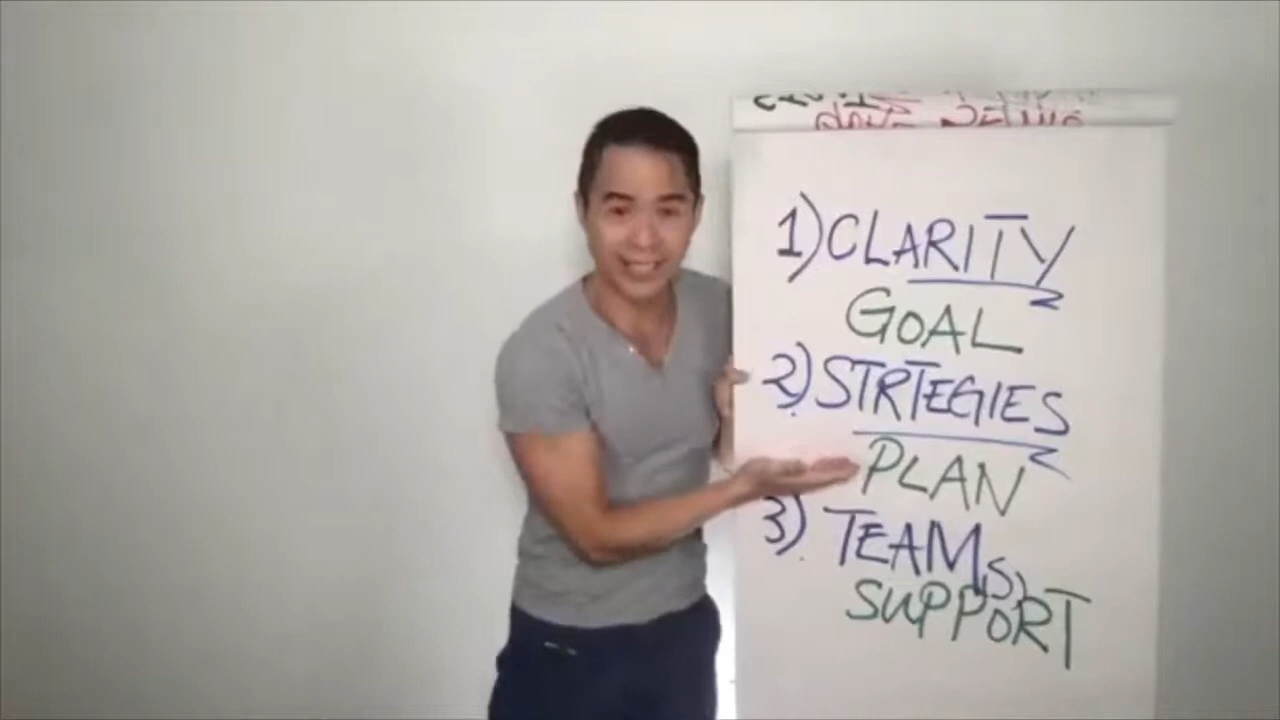 1) CLARITY
GOAL
2) STRTEGIES
PLAN
3) TEAM(S)
SUPPORT